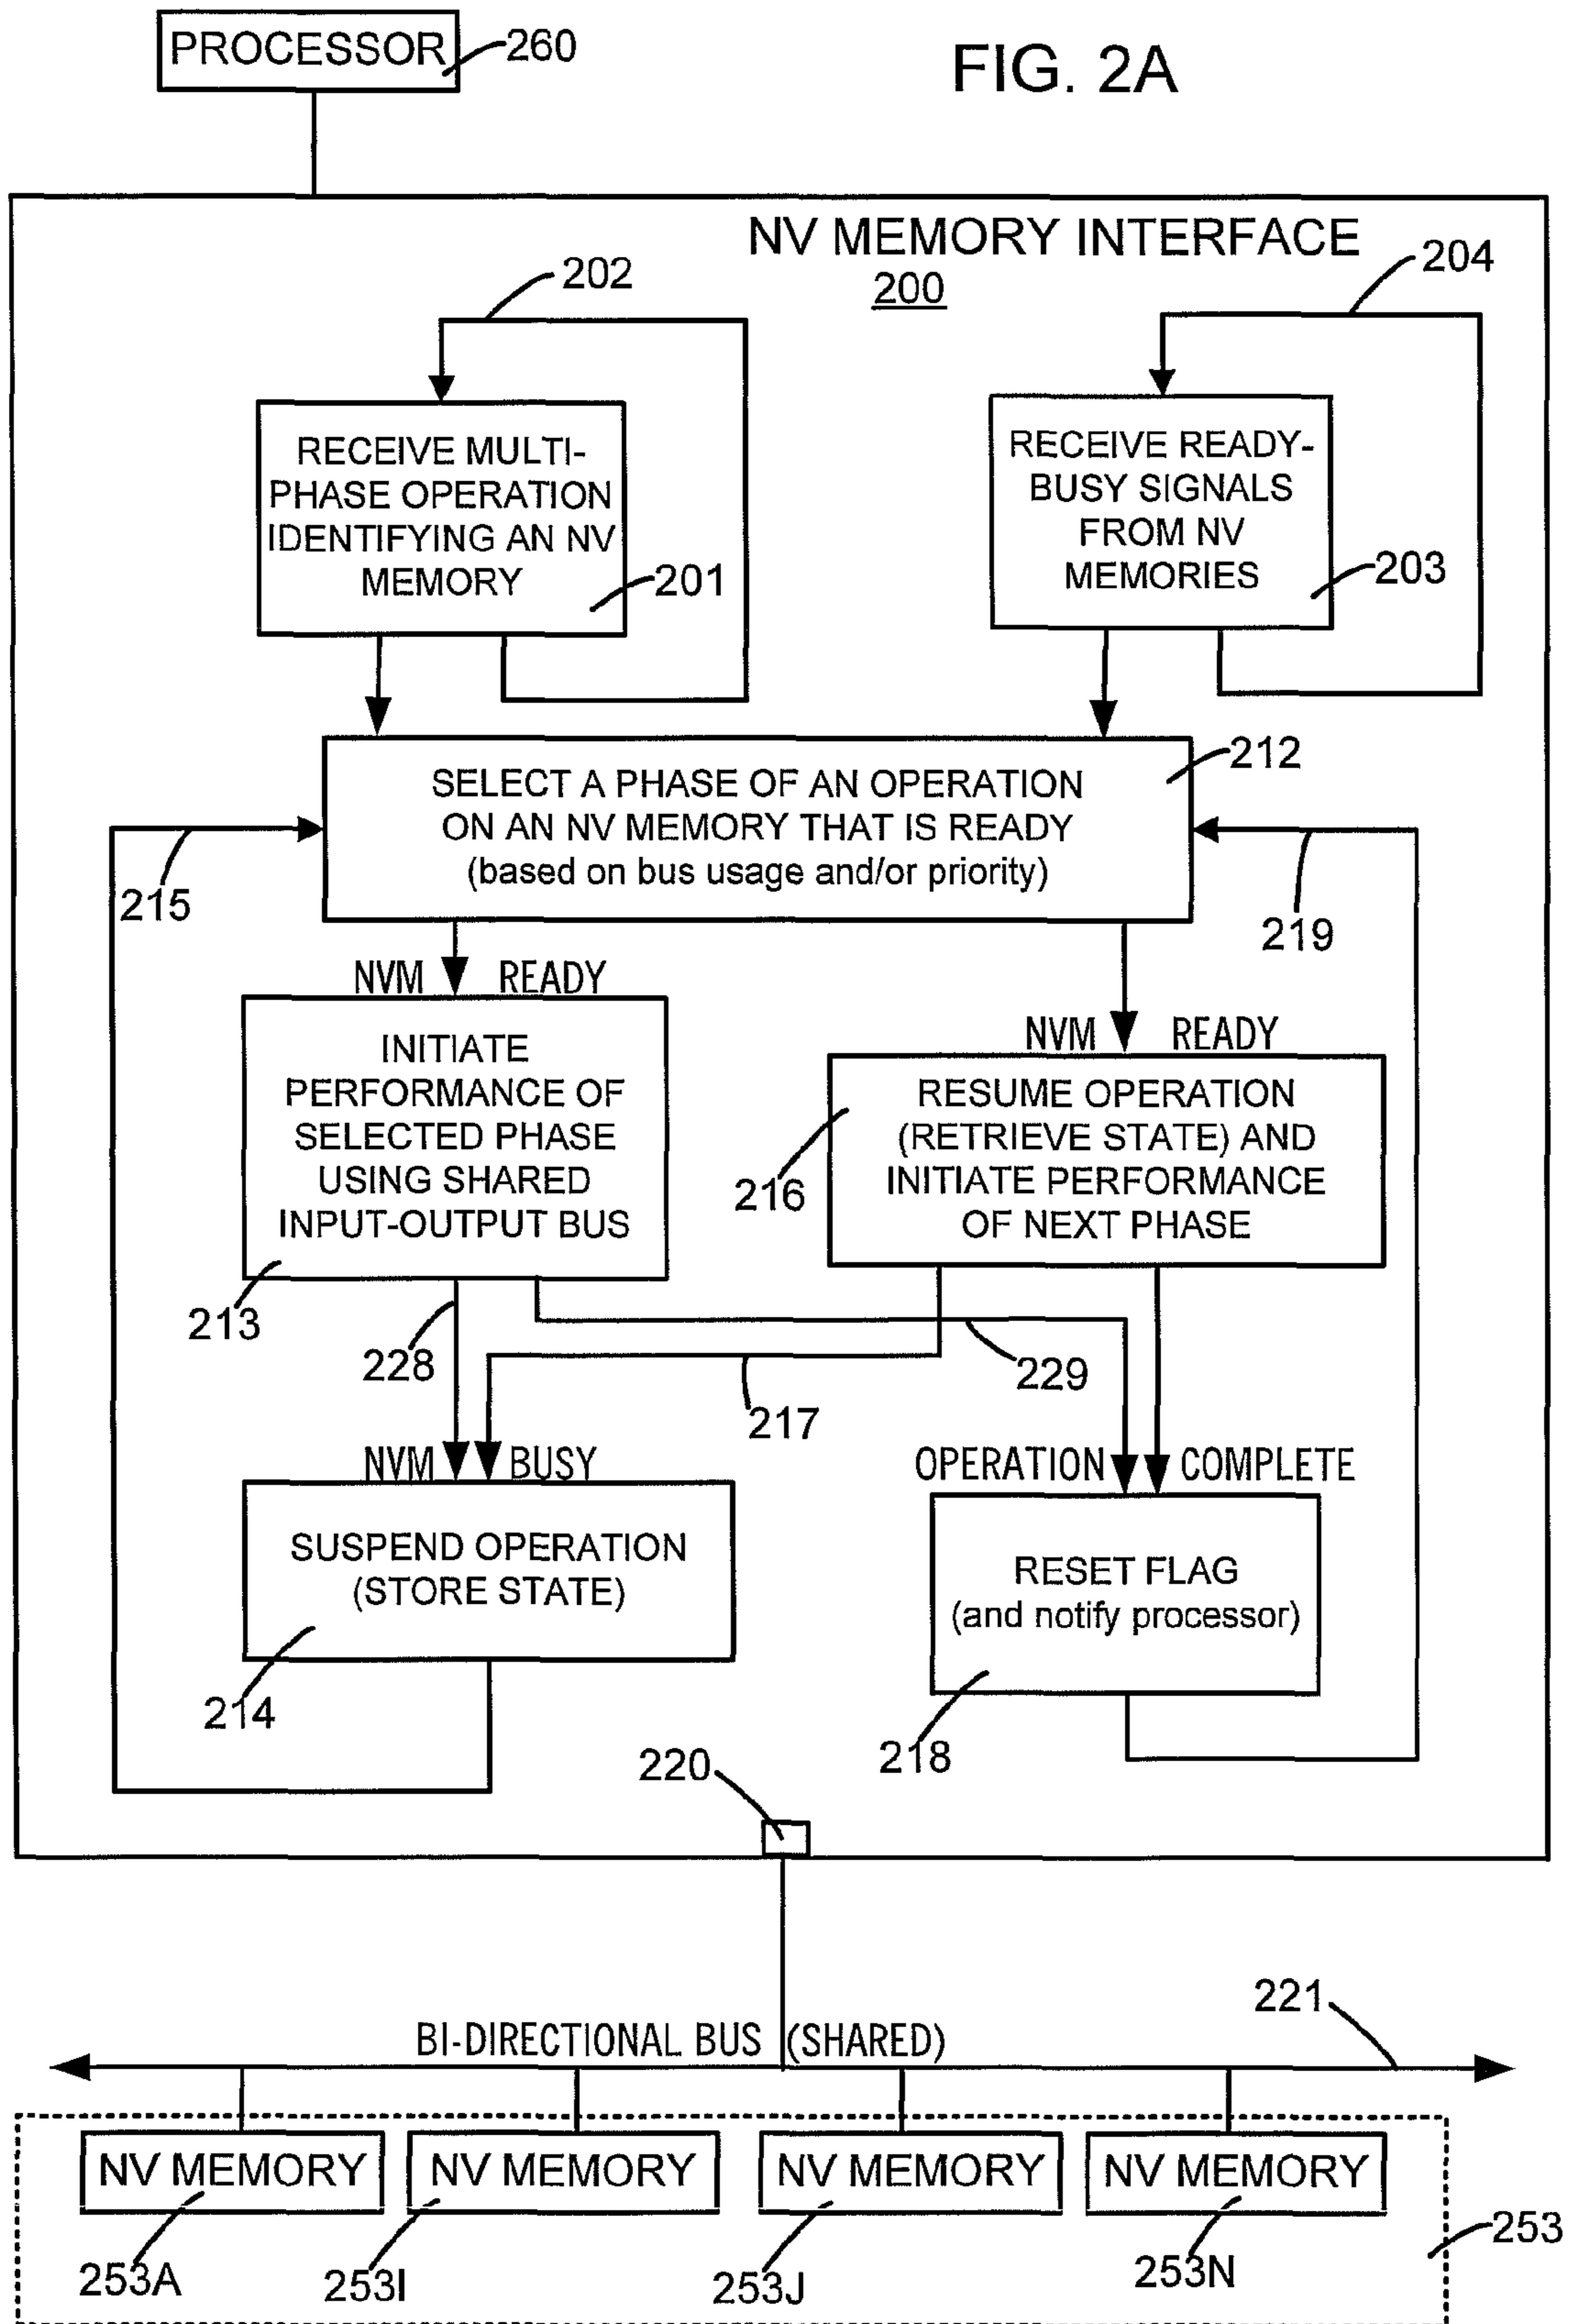 PROCESSOR
260
FIG. 2A
NV MEMORY INTERFACE
200
202
204
RECEIVE MULTI-
PHASE OPERATION
IDENTIFYING AN NV
MEMORY
201
RECEIVE READY-
BUSY SIGNALS
FROM NV
MEMORIES
203
212
SELECT A PHASE OF AN OPERATION
ON AN NV MEMORY THAT IS READY
(based on bus usage and/or priority)
215
219
NVM READY
INITIATE
PERFORMANCE OF
SELECTED PHASE
USING SHARED
INPUT-OUTPUT BUS
213
NVM READY
RESUME OPERATION
(RETRIEVE STATE) AND
INITIATE PERFORMANCE
OF NEXT PHASE
216
228
229
217
NVM BUSY
SUSPEND OPERATION
(STORE STATE)
214
OPERATION COMPLETE
RESET FLAG
(and notify processor)
218
220
221
BI-DIRECTIONAL BUS (SHARED)
NV MEMORY
NV MEMORY
NV MEMORY
NV MEMORY
253A
253I
253J
253N
253